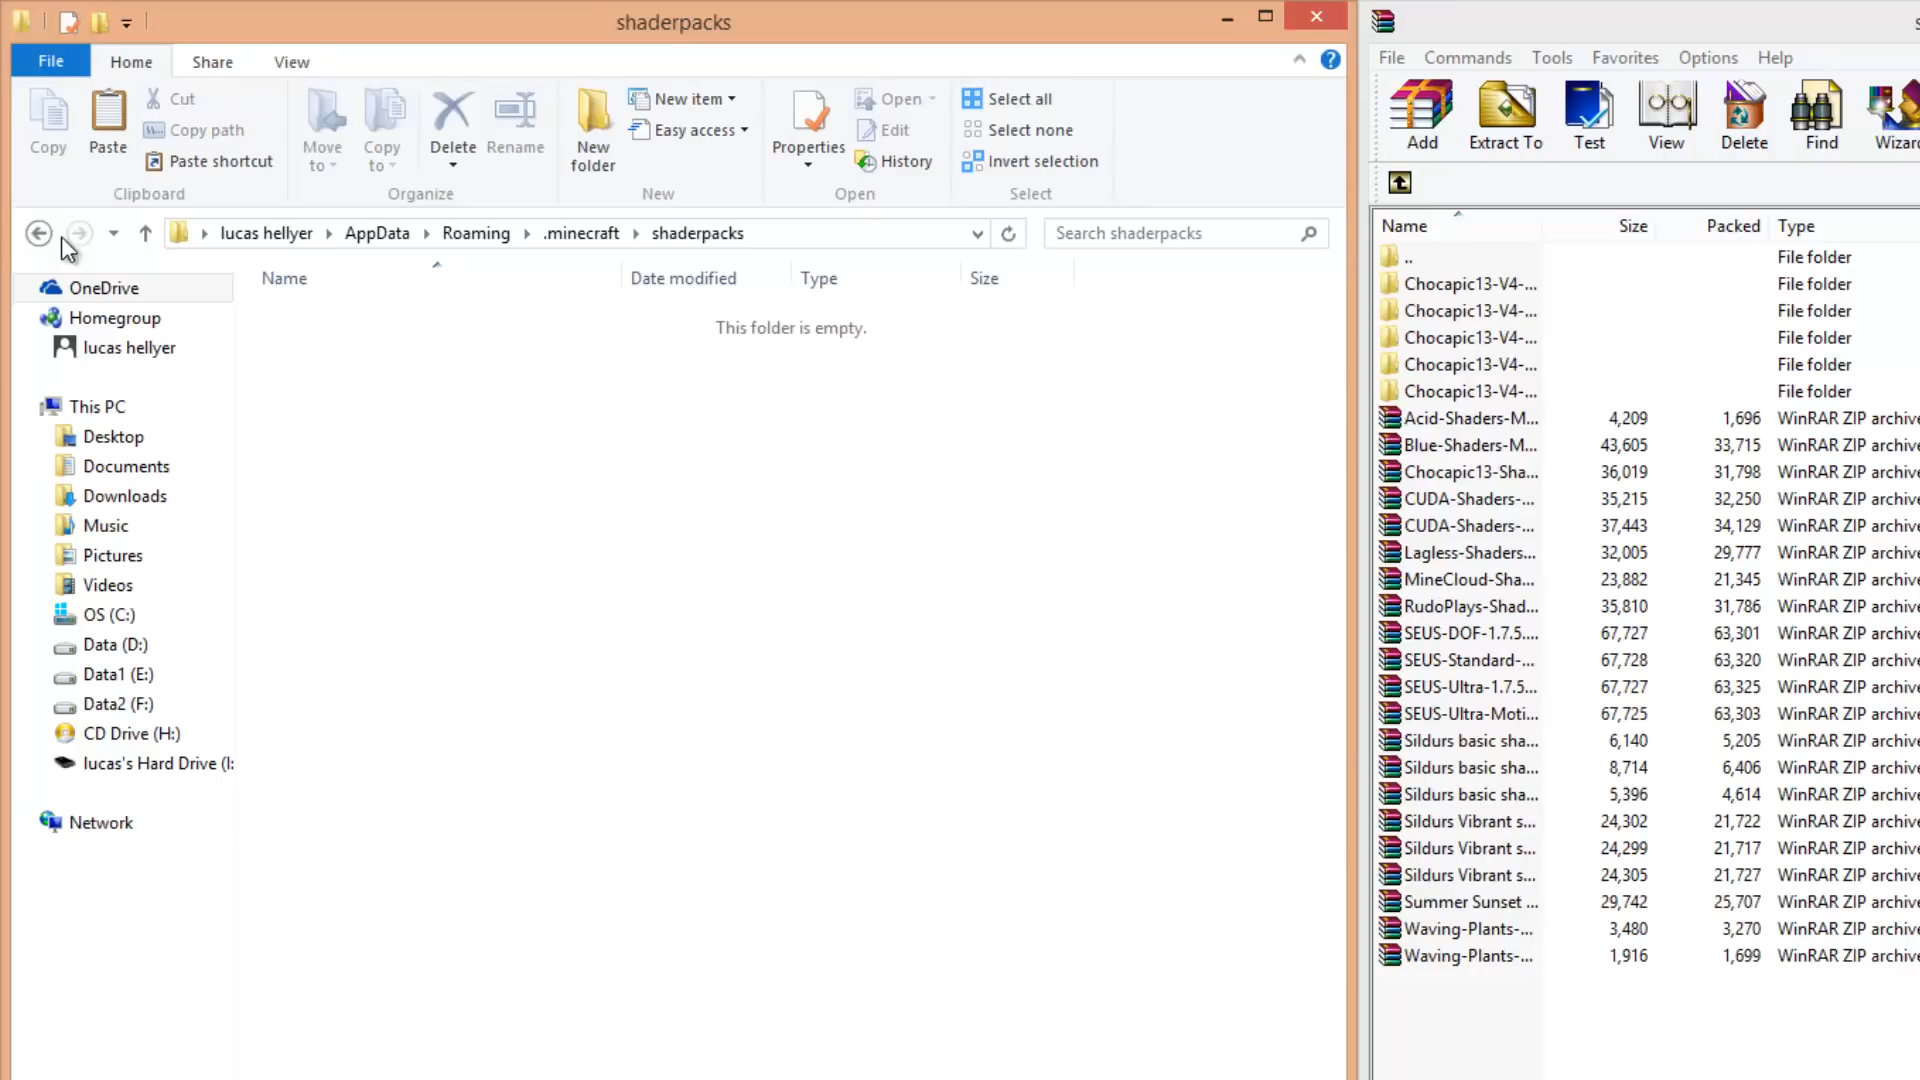 shaderpacks
File Home Share View
Copy
Paste
Cut
Copy path
Paste shortcut
Clipboard
Move to
Copy to
Delete
Rename
Organize
New folder
New item
Easy access
New
Properties
Open
Edit
History
Open
Select all
Select none
Invert selection
Select
lucas hellyer AppData Roaming .minecraft shaderpacks
Search shaderpacks
Name Date modified Type Size
This folder is empty.
OneDrive
Homegroup
lucas hellyer
This PC
Desktop
Documents
Downloads
Music
Pictures
Videos
OS (C:)
Data (D:)
Data1 (E:)
Data2 (F:)
CD Drive (H:)
lucas's Hard Drive (I:
Network
File Commands Tools Favorites Options Help
Add Extract To Test View Delete Find Wizard
Name Size Packed Type
.. File folder
Chocapic13-V4-... File folder
Chocapic13-V4-... File folder
Chocapic13-V4-... File folder
Chocapic13-V4-... File folder
Chocapic13-V4-... File folder
Acid-Shaders-M... 4,209 1,696 WinRAR ZIP archive
Blue-Shaders-M... 43,605 33,715 WinRAR ZIP archive
Chocapic13-Sha... 36,019 31,798 WinRAR ZIP archive
CUDA-Shaders-... 35,215 32,250 WinRAR ZIP archive
CUDA-Shaders-... 37,443 34,129 WinRAR ZIP archive
Lagless-Shaders... 32,005 29,777 WinRAR ZIP archive
MineCloud-Sha... 23,882 21,345 WinRAR ZIP archive
RudoPlays-Shad... 35,810 31,786 WinRAR ZIP archive
SEUS-DOF-1.7.5.... 67,727 63,301 WinRAR ZIP archive
SEUS-Standard-... 67,728 63,320 WinRAR ZIP archive
SEUS-Ultra-1.7.5... 67,727 63,325 WinRAR ZIP archive
SEUS-Ultra-Moti... 67,725 63,303 WinRAR ZIP archive
Sildurs basic sha... 6,140 5,205 WinRAR ZIP archive
Sildurs basic sha... 8,714 6,406 WinRAR ZIP archive
Sildurs basic sha... 5,396 4,614 WinRAR ZIP archive
Sildurs Vibrant s... 24,302 21,722 WinRAR ZIP archive
Sildurs Vibrant s... 24,299 21,717 WinRAR ZIP archive
Sildurs Vibrant s... 24,305 21,727 WinRAR ZIP archive
Summer Sunset ... 29,742 25,707 WinRAR ZIP archive
Waving-Plants-... 3,480 3,270 WinRAR ZIP archive
Waving-Plants-... 1,916 1,699 WinRAR ZIP archive